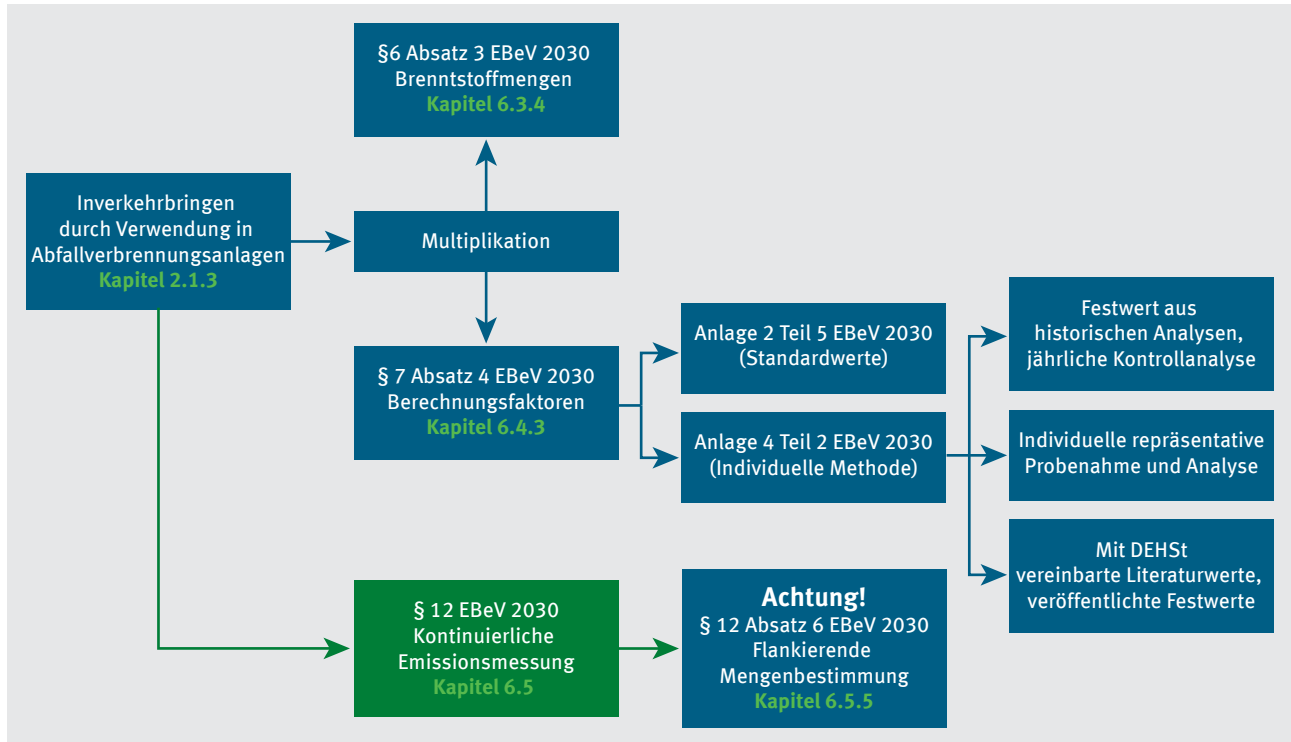 §6 Absatz 3 EBeV 2030
Brenntstoffmengen
Kapitel 6.3.4
Inverkehrbringen
durch Verwendung in
Abfallverbrennungsanlagen
Kapitel 2.1.3
Multiplikation
§ 7 Absatz 4 EBeV 2030
Berechnungsfaktoren
Kapitel 6.4.3
Anlage 2 Teil 5 EBeV 2030
(Standardwerte)
Anlage 4 Teil 2 EBeV 2030
(Individuelle Methode)
Festwert aus
historischen Analysen,
jährliche Kontrollanalyse
Individuelle repräsentative
Probenahme und Analyse
Mit DEHSt
vereinbarte Literaturwerte,
veröffentlichte Festwerte
§ 12 EBeV 2030
Kontinuierliche
Emissionsmessung
Kapitel 6.5
Achtung!
§ 12 Absatz 6 EBeV 2030
Flankierende
Mengenbestimmung
Kapitel 6.5.5